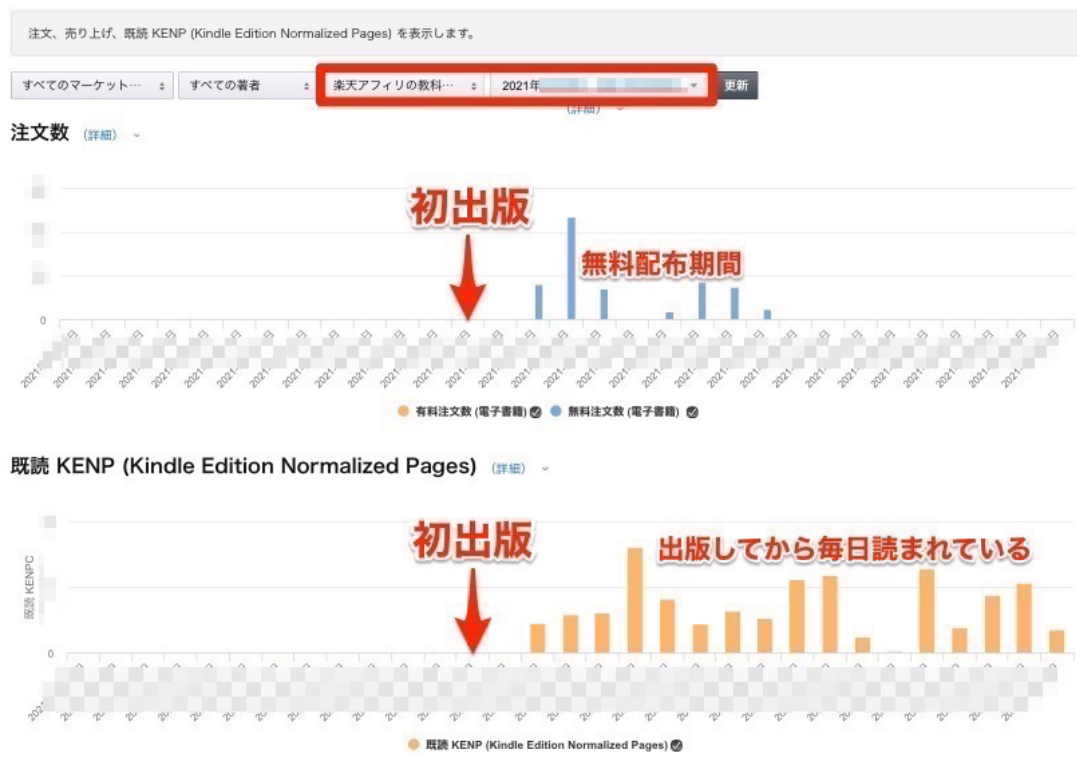 注文、売り上げ、既読 KENP (Kindle Edition Normalized Pages) を表示します。
すべてのマーケット… すべての著者 楽天アフィリの教科… 2021年 更新
(詳細)
注文数 (詳細)
初出版
無料配布期間
0
有料注文数 (電子書籍) 無料注文数 (電子書籍)
既読 KENP (Kindle Edition Normalized Pages) (詳細)
初出版
出版してから毎日読まれている
既読 KENPC
0
既読 KENP (Kindle Edition Normalized Pages)